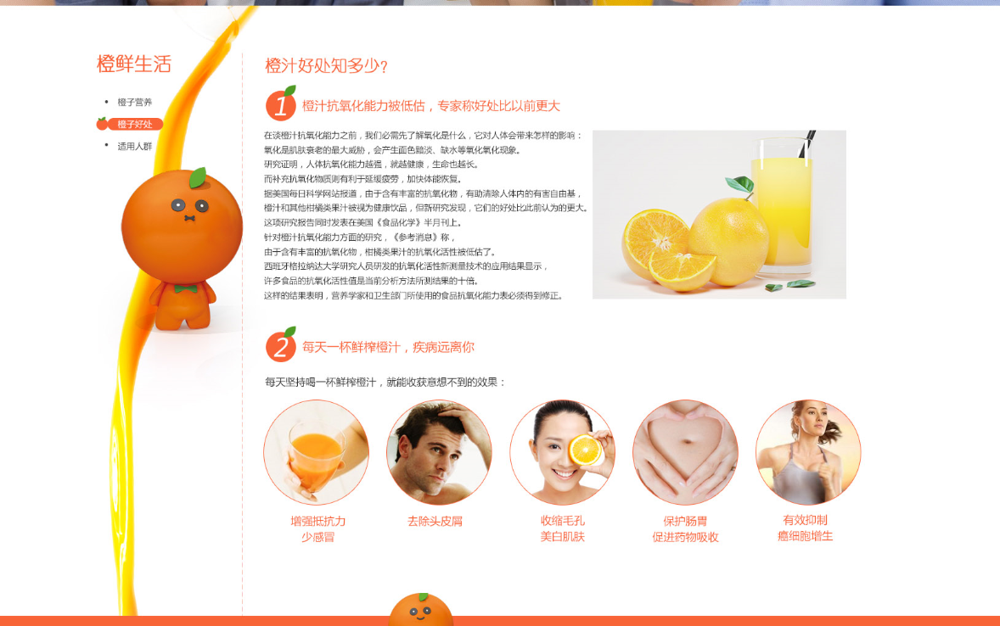 橙鲜生活
橙子营养
橙子好处
适用人群
橙汁好处知多少?
1
橙汁抗氧化能力被低估，专家称好处比以前更大
在谈橙汁抗氧化能力之前，我们必需先了解氧化是什么，它对人体会带来怎样的影响：
氧化是肌肤衰老的最大威胁，会产生面色黯淡、缺水等氧化氧化现象。
研究证明，人体抗氧化能力越强，就越健康，生命也越长。
而补充抗氧化物质则有利于延缓疲劳，加快体能恢复。
据美国每日科学网站报道，由于含有丰富的抗氧化物，有助清除人体内的有害自由基，
橙汁和其他柑橘类果汁被视为健康饮品，但新研究发现，它们的好处比此前认为的更大。
这项研究报告同时发表在美国《食品化学》半月刊上。
针对橙汁抗氧化能力方面的研究，《参考消息》称，
由于含有丰富的抗氧化物，柑橘类果汁的抗氧化活性被低估了。
西班牙格拉纳达大学研究人员研发的抗氧化活性新测量技术的应用结果显示，
许多食品的抗氧化活性值是当前分析方法所测结果的十倍。
这样的结果表明，营养学家和卫生部门所使用的食品抗氧化能力表必须得到修正。
2
每天一杯鲜榨橙汁，疾病远离你
每天坚持喝一杯鲜榨橙汁，就能收获意想不到的效果：
增强抵抗力
少感冒
去除头皮屑
收缩毛孔
美白肌肤
保护肠胃
促进药物吸收
有效抑制
癌细胞增生